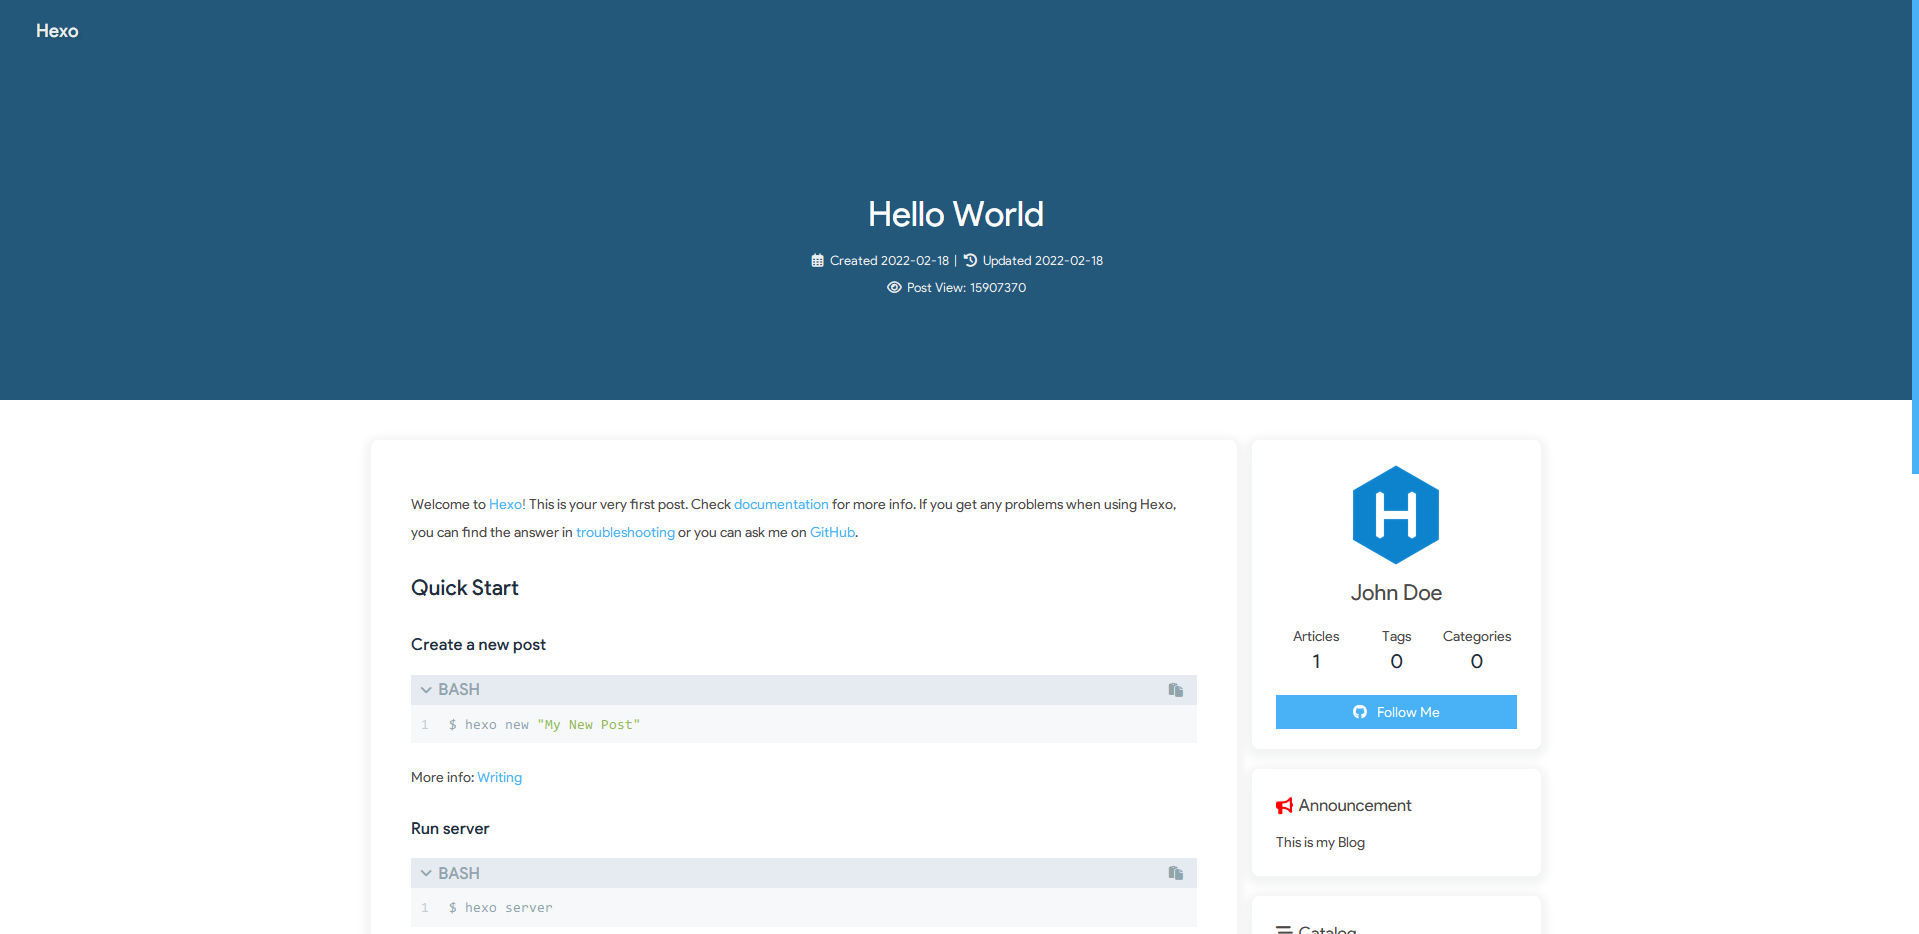 Hexo
Hello World
Created 2022-02-18 | Updated 2022-02-18
Post View: 15907370
Welcome to Hexo! This is your very first post. Check documentation for more info. If you get any problems when using Hexo,
you can find the answer in troubleshooting or you can ask me on GitHub.
Quick Start
Create a new post
BASH
1 $ hexo new "My New Post"
More info: Writing
Run server
BASH
1 $ hexo server
H
John Doe
Articles Tags Categories
1 0 0
Follow Me
Announcement
This is my Blog
Catalog